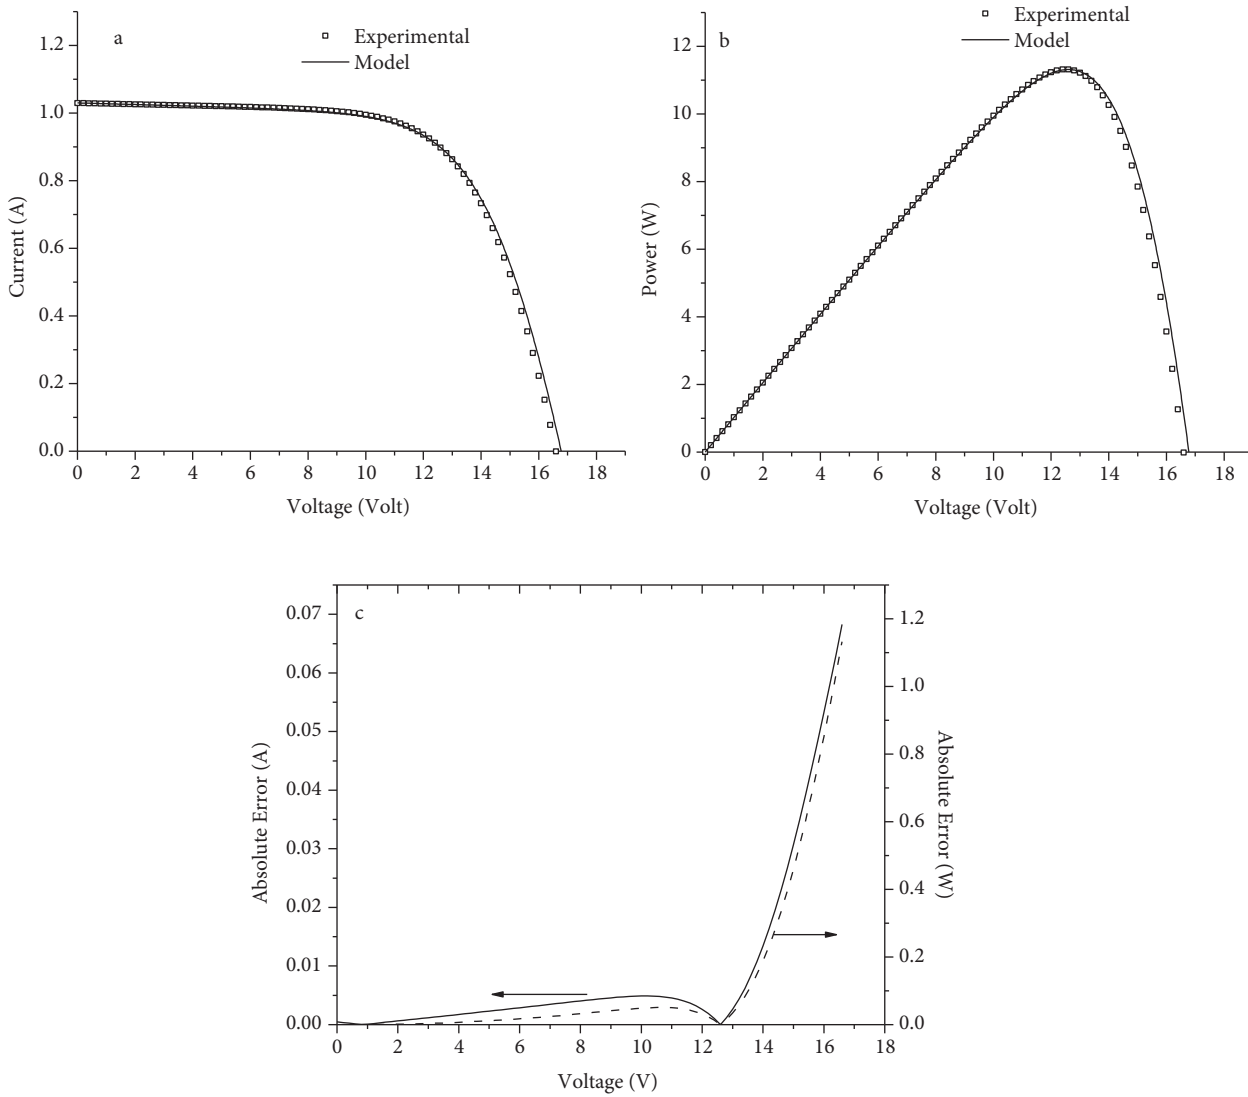 a
Experimental
Model
1.2
1.0
0.8
0.6
0.4
0.2
0.0
Current (A)
0 2 4 6 8 10 12 14 16 18
Voltage (Volt)
b
Experimental
Model
12
10
8
6
4
2
0
Power (W)
0 2 4 6 8 10 12 14 16 18
Voltage (Volt)
c
0.07
0.06
0.05
0.04
0.03
0.02
0.01
0.00
Absolute Error (A)
1.2
1.0
0.8
0.6
0.4
0.2
0.0
Absolute Error (W)
0 2 4 6 8 10 12 14 16 18
Voltage (V)